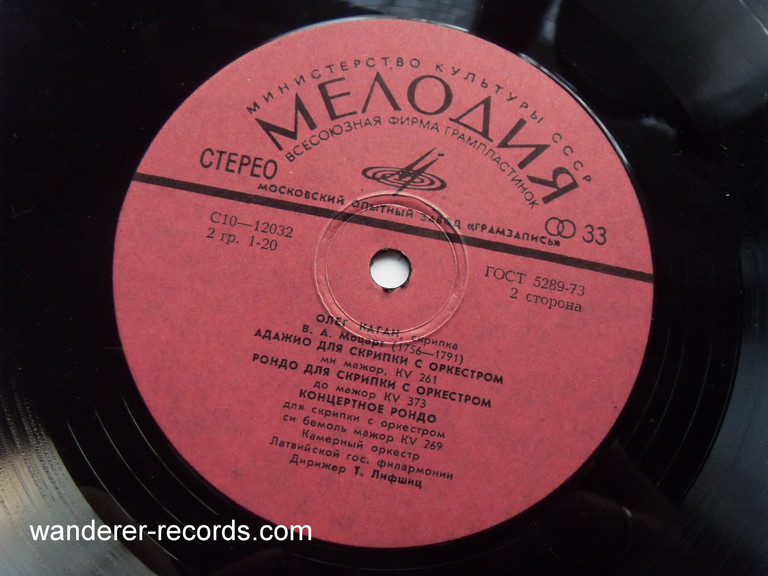 МИНИСТЕРСТВО КУЛЬТУРЫ СССР
МЕЛОДИЯ
ВСЕСОЮЗНАЯ ФИРМА ГРАМПЛАСТИНОК
СТЕРЕО
33
МОСКОВСКИЙ ОПЫТНЫЙ ЗАВОД «ГРАМЗАПИСЬ»
С10—12032
2 гр. 1-20
ГОСТ 5289-73
2 сторона
ОЛЕГ КАГАН, скрипка
В. А. Моцарт (1756—1791)
АДАЖИО ДЛЯ СКРИПКИ С ОРКЕСТРОМ
ми мажор, KV 261
РОНДО ДЛЯ СКРИПКИ С ОРКЕСТРОМ
до мажор KV 373
КОНЦЕРТНОЕ РОНДО
для скрипки с оркестром
си бемоль мажор KV 269
Камерный оркестр
Латвийской гос. филармонии
Дирижер Т. Лифшиц
wanderer-records.com